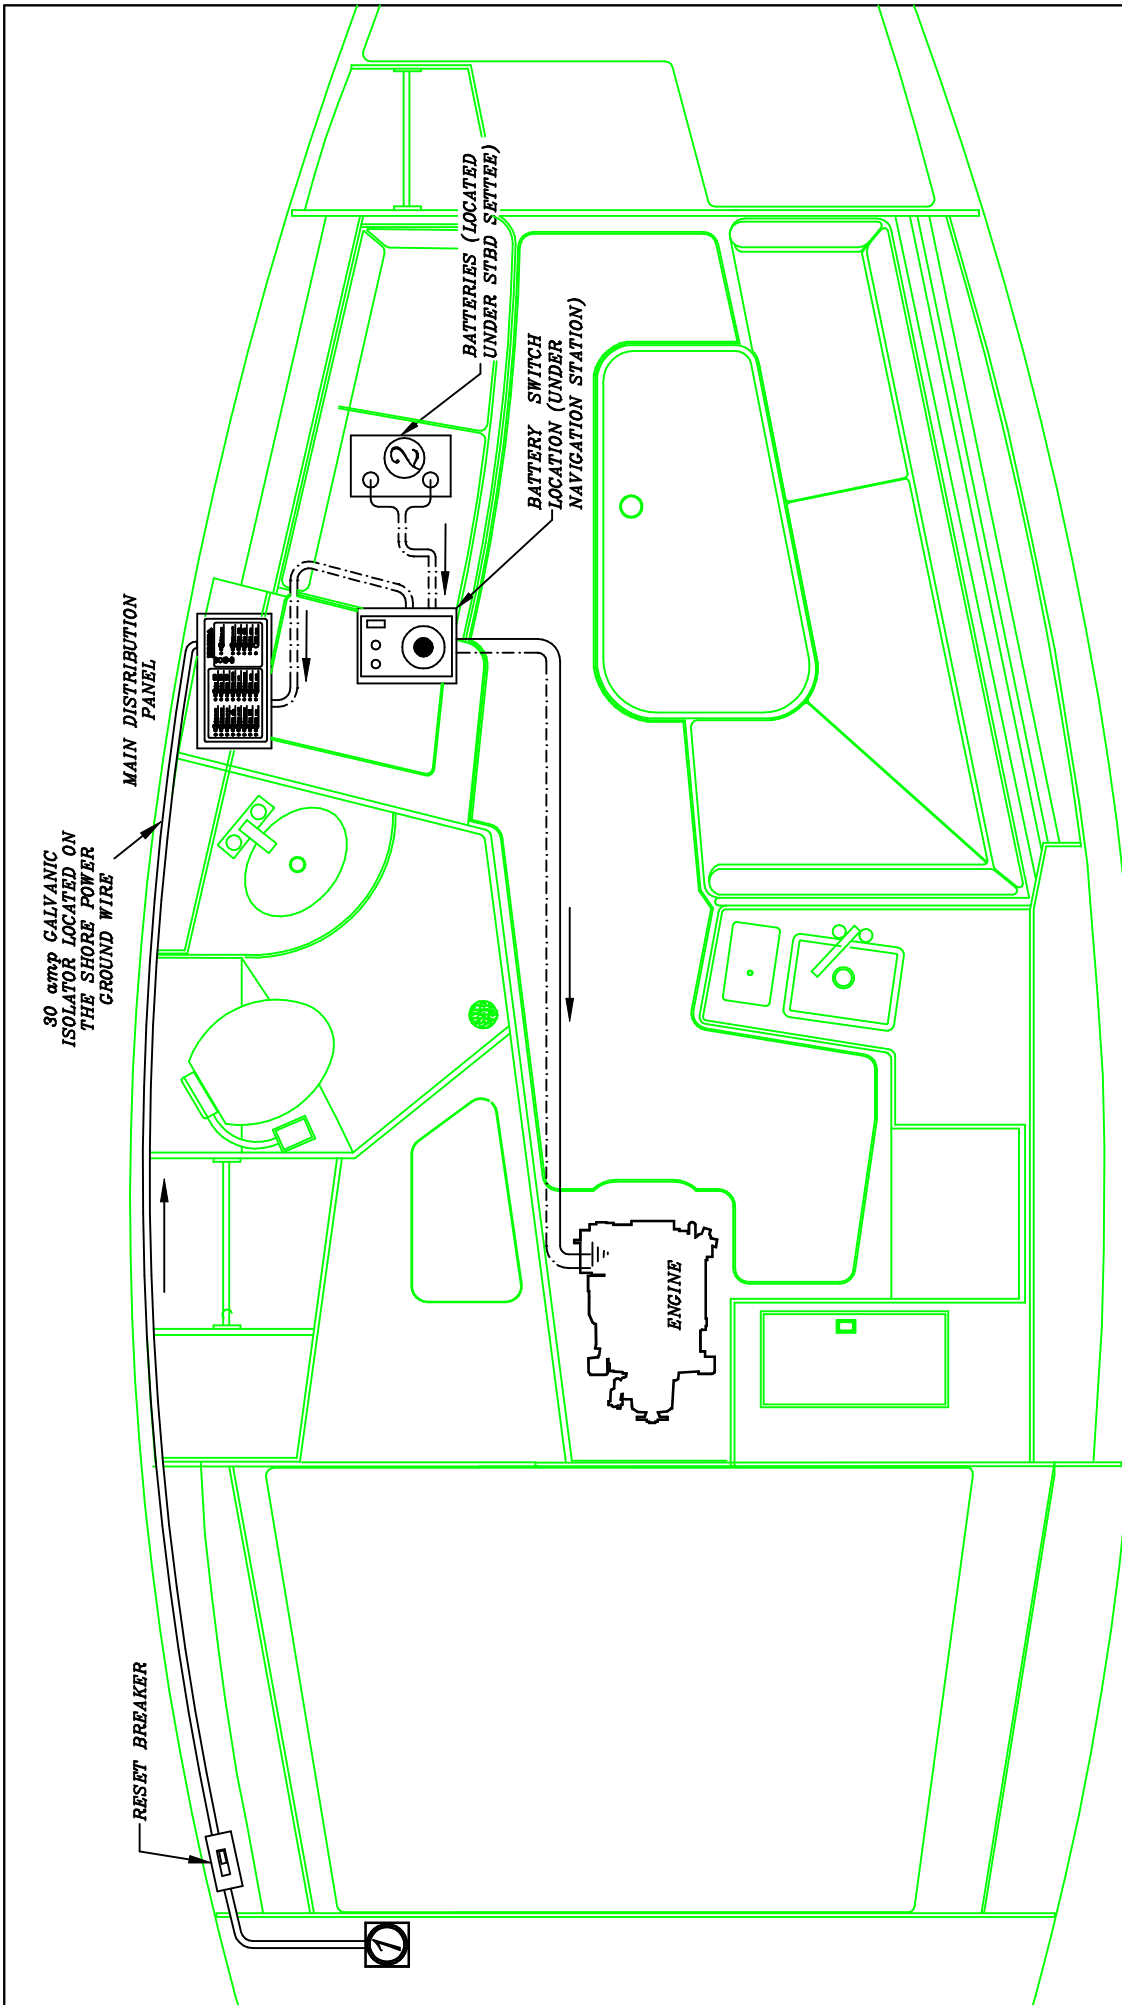 BATTERIES (LOCATED
UNDER STBD SETTEE)
BATTERY SWITCH
LOCATION (UNDER
NAVIGATION STATION)
2
MAIN DISTRIBUTION
PANEL
30 amp GALVANIC
ISOLATOR LOCATED ON
THE SHORE POWER
GROUND WIRE
ENGINE
RESET BREAKER
1